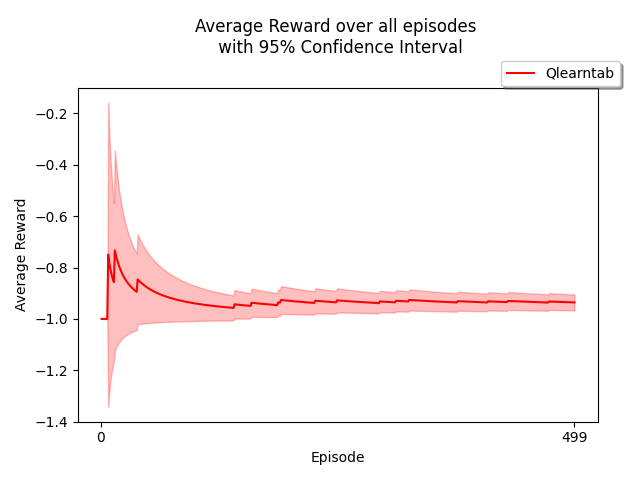 Average Reward over all episodes
with 95% Confidence Interval
Qlearntab
−0.2
−0.4
−0.6
−0.8
−1.0
−1.2
−1.4
Average Reward
0
499
Episode